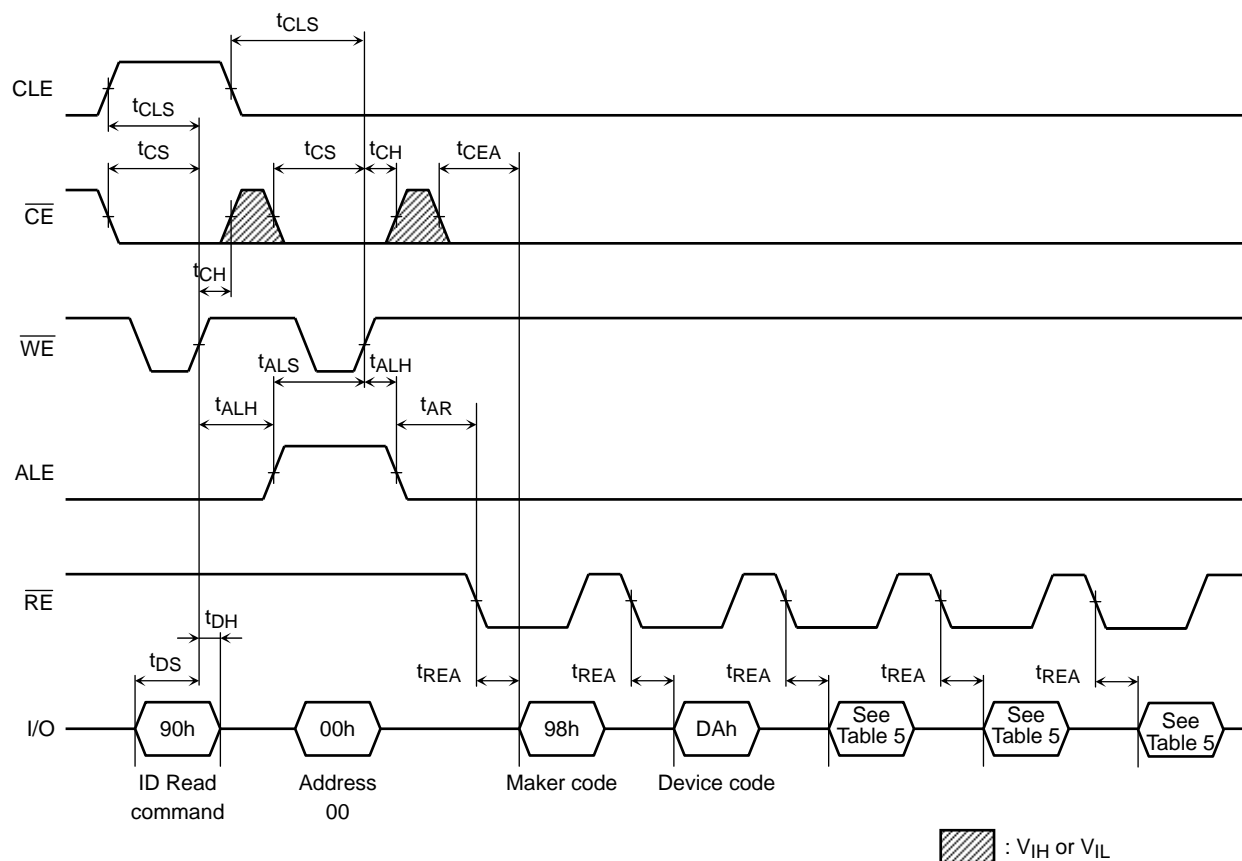 tCLS
CLE
tCLS
tCS
tCS
tCH
tCEA
CE
tCH
WE
tALS
tALH
tALH
tAR
ALE
RE
tDH
tDS
tREA
tREA
tREA
tREA
tREA
I/O
90h
00h
98h
DAh
See
Table 5
See
Table 5
See
Table 5
ID Read
command
Address
00
Maker code
Device code
: VIH or VIL